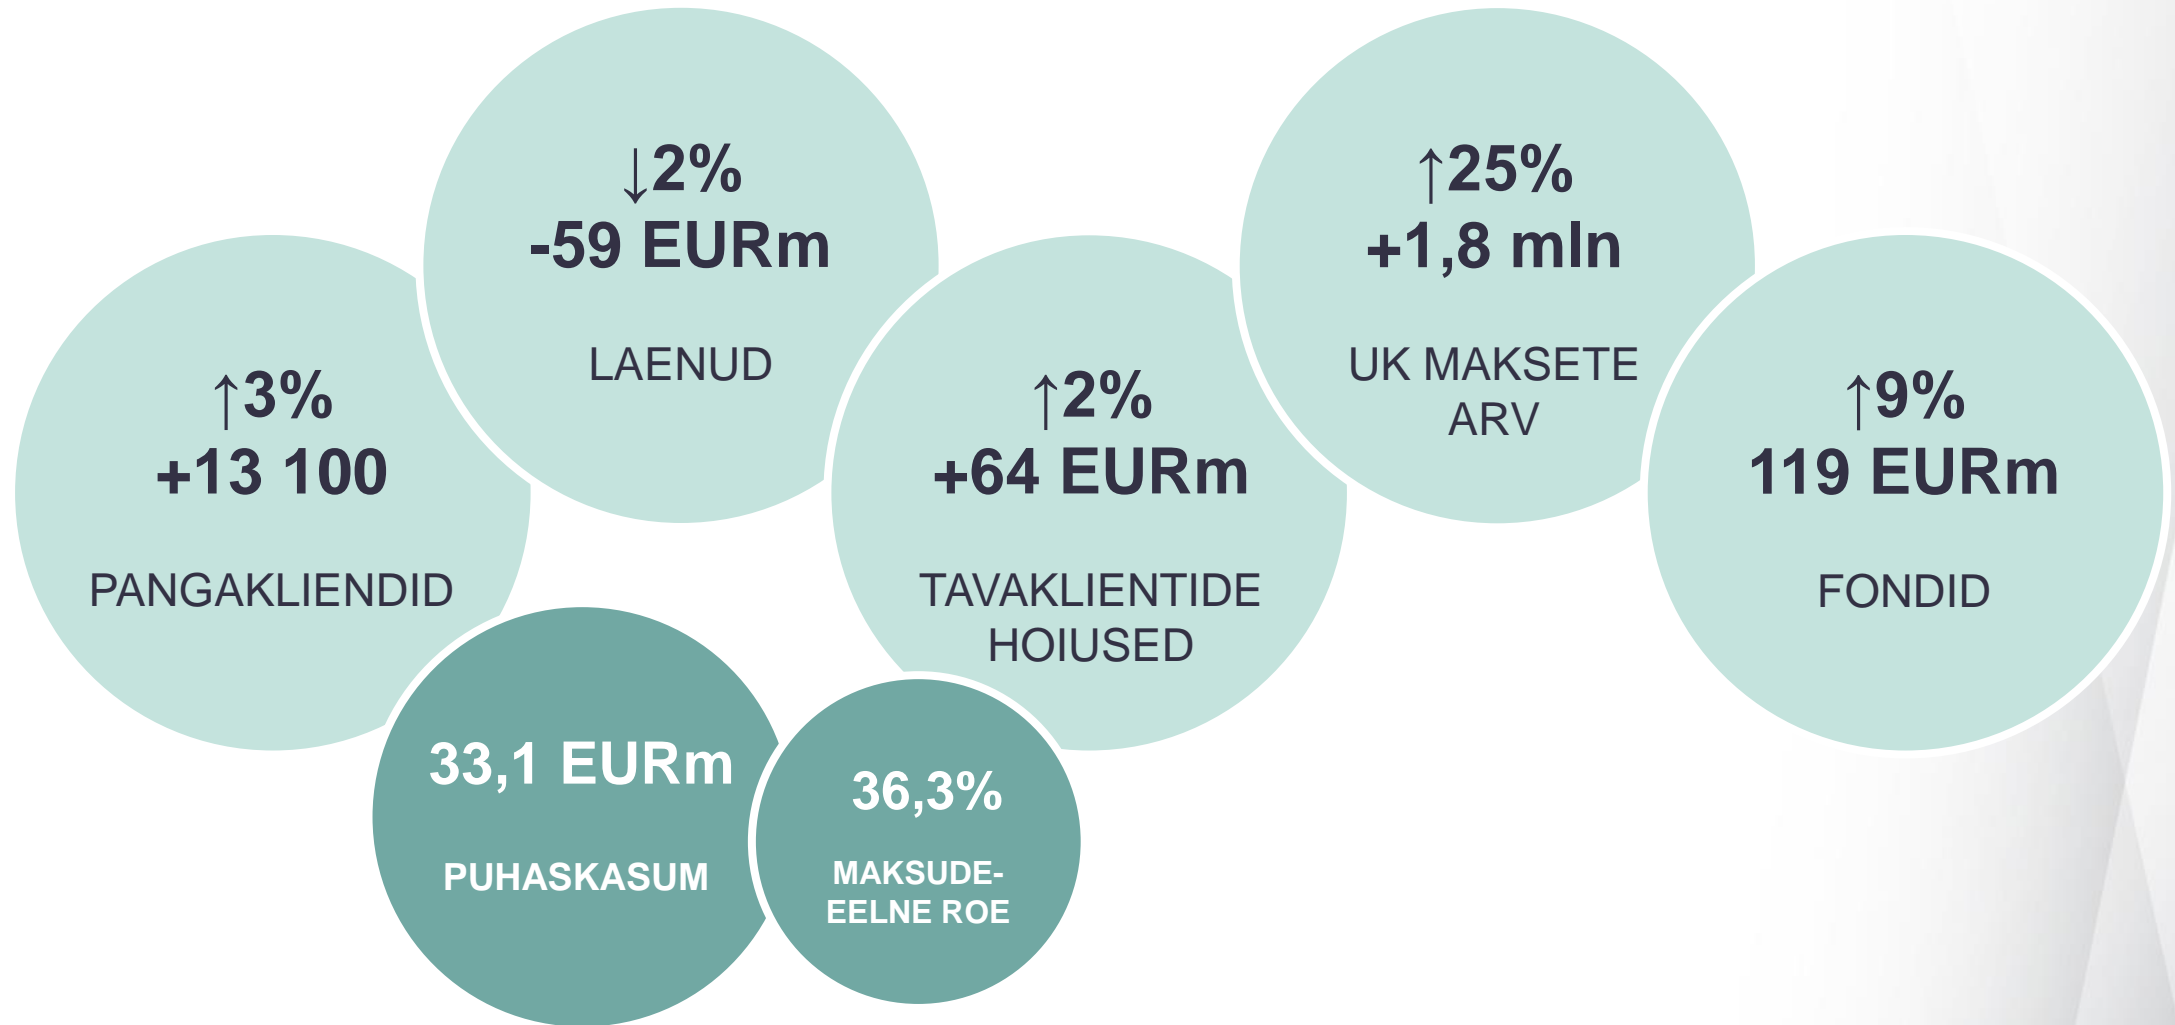 ↑3%
+13 100
PANGAKLIENDID
↓2%
-59 EURm
LAENUD
↑2%
+64 EURm
TAVAKLIENTIDE
HOIUSED
↑25%
+1,8 mln
UK MAKSETE
ARV
↑9%
119 EURm
FONDID
33,1 EURm
PUHASKASUM
36,3%
MAKSUDE-
EELNE ROE